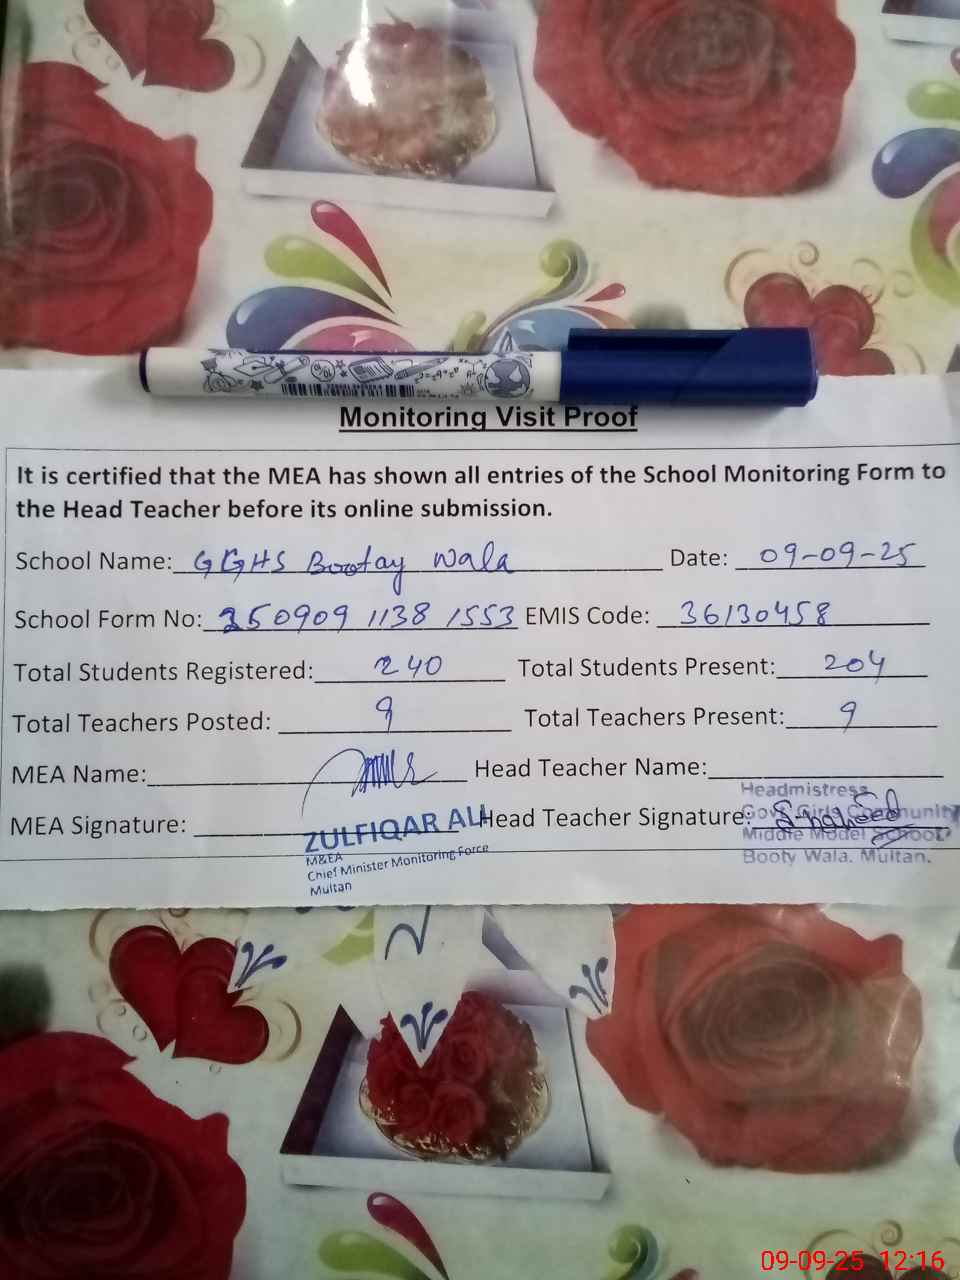 Monitoring Visit Proof
It is certified that the MEA has shown all entries of the School Monitoring Form to
the Head Teacher before its online submission.
School Name: GGHS Bootay Wala Date: 09-09-25
School Form No: 250909 1138 1553 EMIS Code: 36130458
Total Students Registered: 240 Total Students Present: 204
Total Teachers Posted: 9 Total Teachers Present: 9
MEA Name: Head Teacher Name:
MEA Signature: Head Teacher Signature:
ZULFIQAR ALI
M&EA
Chief Minister Monitoring Force
Multan
Headmistress
Govt Girls Community
Middle Model School
Booty Wala. Multan.
09-09-25 12:16